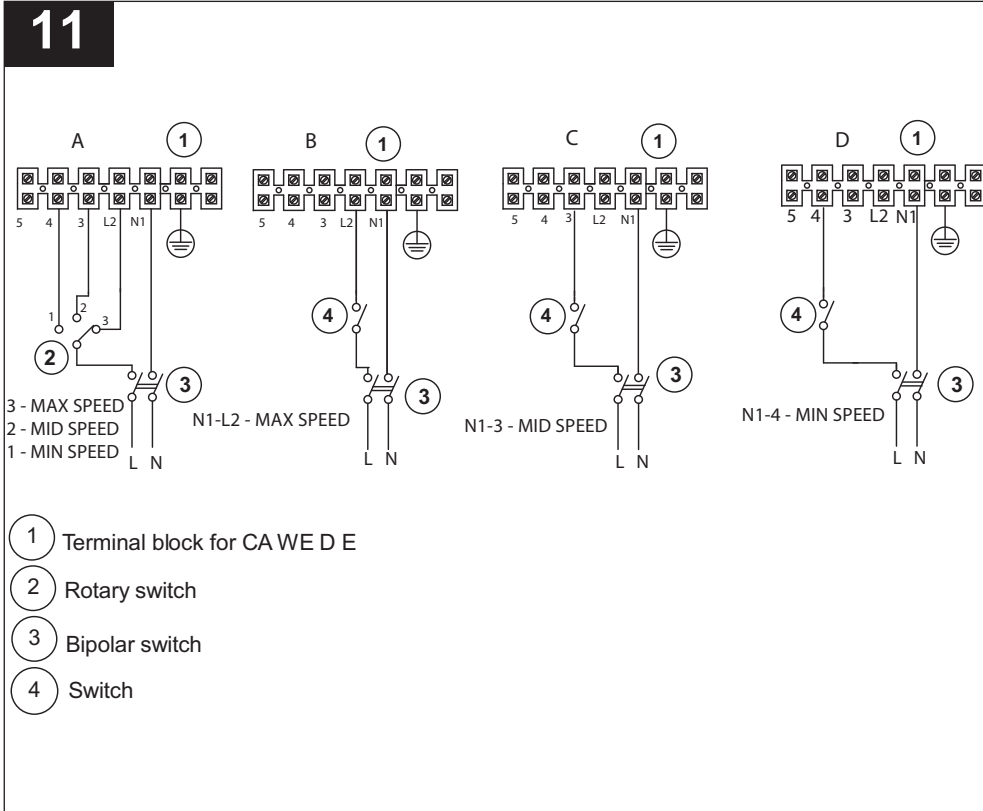 11
A 1
5 4 3 L2 N1
1 2 3
2
3
3 - MAX SPEED
2 - MID SPEED
1 - MIN SPEED
L N
B 1
5 4 3 L2 N1
4
3
N1-L2 - MAX SPEED
L N
C 1
5 4 3 L2 N1
4
3
N1-3 - MID SPEED
L N
D 1
5 4 3 L2 N1
4
3
N1-4 - MIN SPEED
L N
1 Terminal block for CA WE D E
2 Rotary switch
3 Bipolar switch
4 Switch